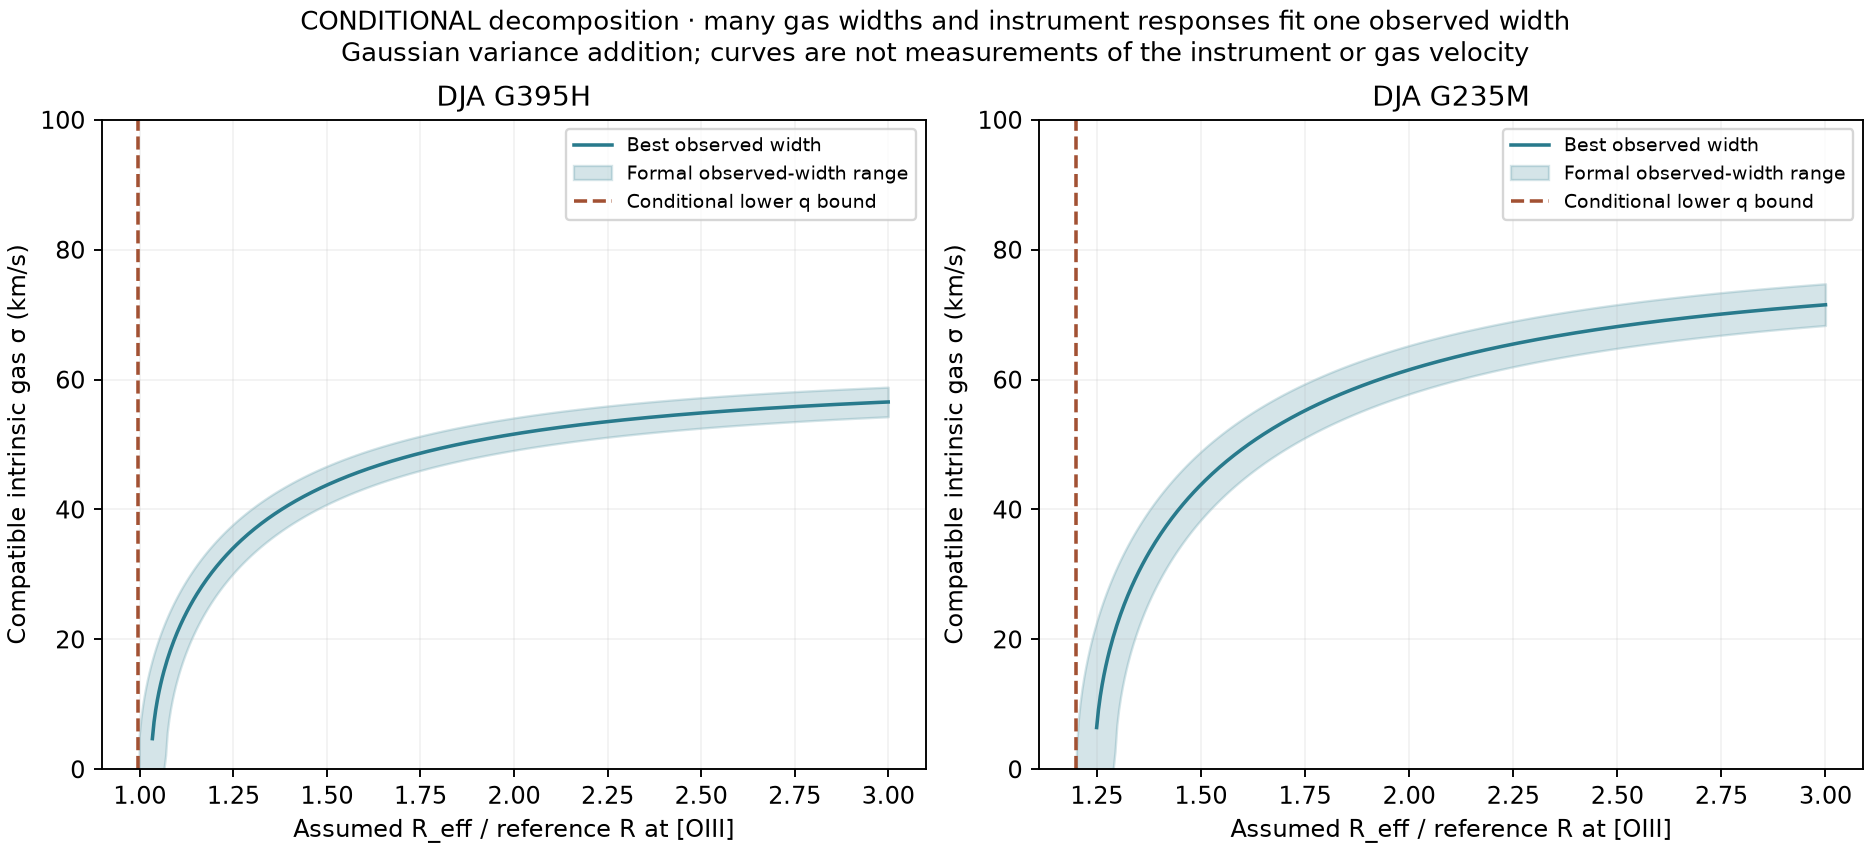 CONDITIONAL decomposition · many gas widths and instrument responses fit one observed width
Gaussian variance addition; curves are not measurements of the instrument or gas velocity
DJA G395H
Compatible intrinsic gas σ (km/s)
100
80
60
40
20
0
Best observed width
Formal observed-width range
Conditional lower q bound
1.00 1.25 1.50 1.75 2.00 2.25 2.50 2.75 3.00
Assumed R_eff / reference R at [OIII]
DJA G235M
Compatible intrinsic gas σ (km/s)
100
80
60
40
20
0
Best observed width
Formal observed-width range
Conditional lower q bound
1.25 1.50 1.75 2.00 2.25 2.50 2.75 3.00
Assumed R_eff / reference R at [OIII]